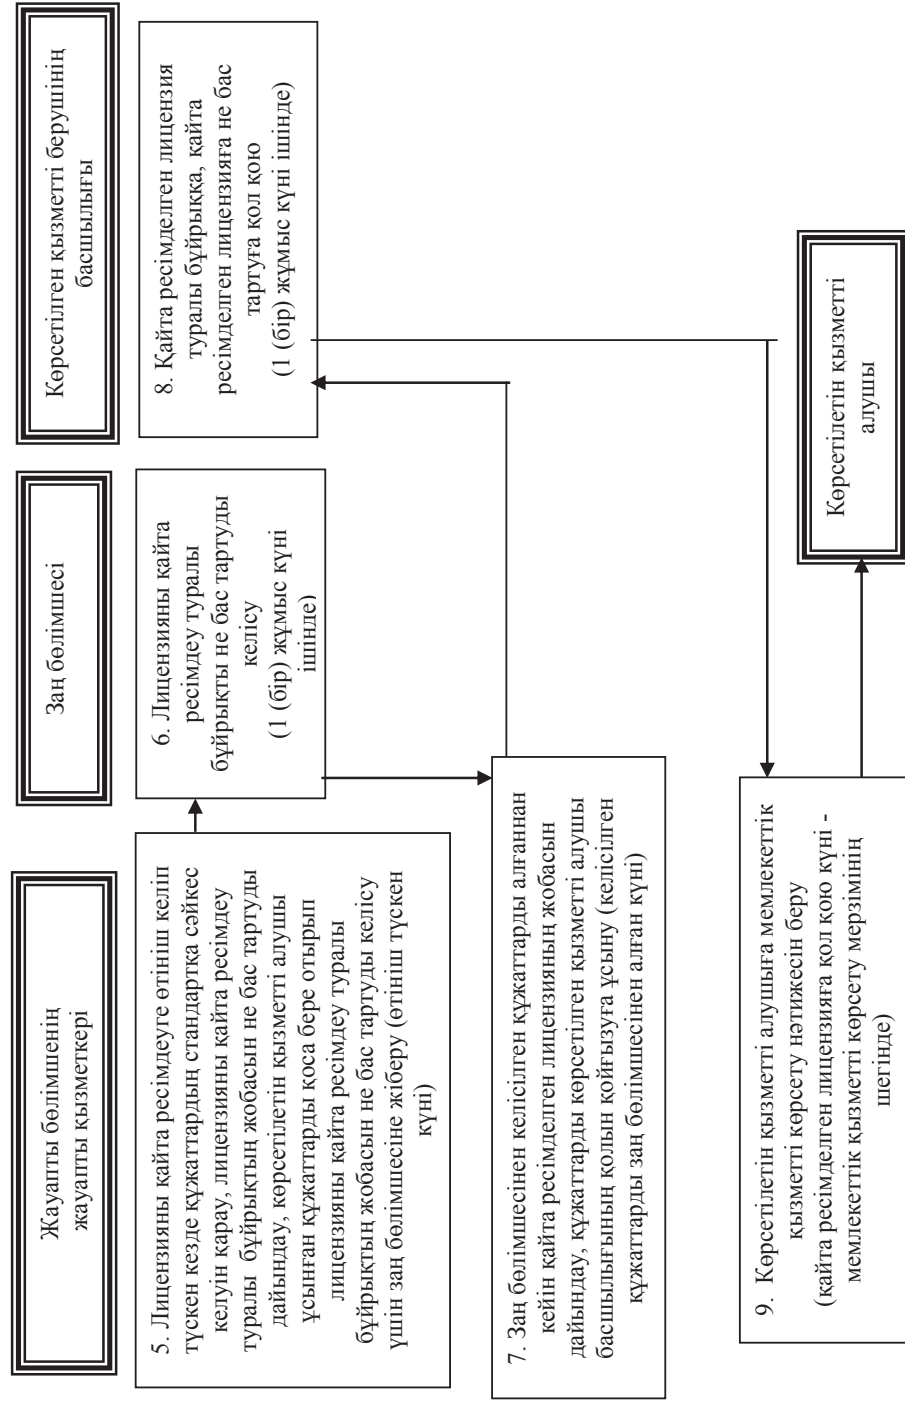 Жауапты бөлімшенің
жауапты қызметкері
Заң бөлімшесі
Көрсетілген қызметті берушінің
басшылығы
5. Лицензияны қайта ресімдеуге өтініш келіп
түскен кезде құжаттардың стандартқа сәйкес
келуін қарау, лицензияны қайта ресімдеу
туралы бұйрықтың жобасын не бас тартуды
дайындау, көрсетілетін қызметті алушы
ұсынған құжаттарды қоса бере отырып
лицензияны қайта ресімдеу туралы
бұйрықтың жобасын не бас тартуды келісу
үшін заң бөлімшесіне жіберу (өтініш түскен
күні)
6. Лицензияны қайта
ресімдеу туралы
бұйрықты не бас тартуды
келісу
(1 (бір) жұмыс күні
ішінде)
8. Қайта ресімделген лицензия
туралы бұйрыққа, қайта
ресімделген лицензияға не бас
тартуға қол қою
(1 (бір) жұмыс күні ішінде)
7. Заң бөлімшесінен келісілген құжаттарды алғаннан
кейін қайта ресімделген лицензияның жобасын
дайындау, құжаттарды көрсетілген қызметті алушы
басшылығының қолын қойғызуға ұсыну (келісілген
құжаттарды заң бөлімшесінен алған күні)
9. Көрсетілетін қызметті алушыға мемлекеттік
қызметті көрсету нәтижесін беру
(қайта ресімделген лицензияға қол қою күні -
мемлекеттік қызметті көрсету мерзімінің
шегінде)
Көрсетілетін қызметті
алушы